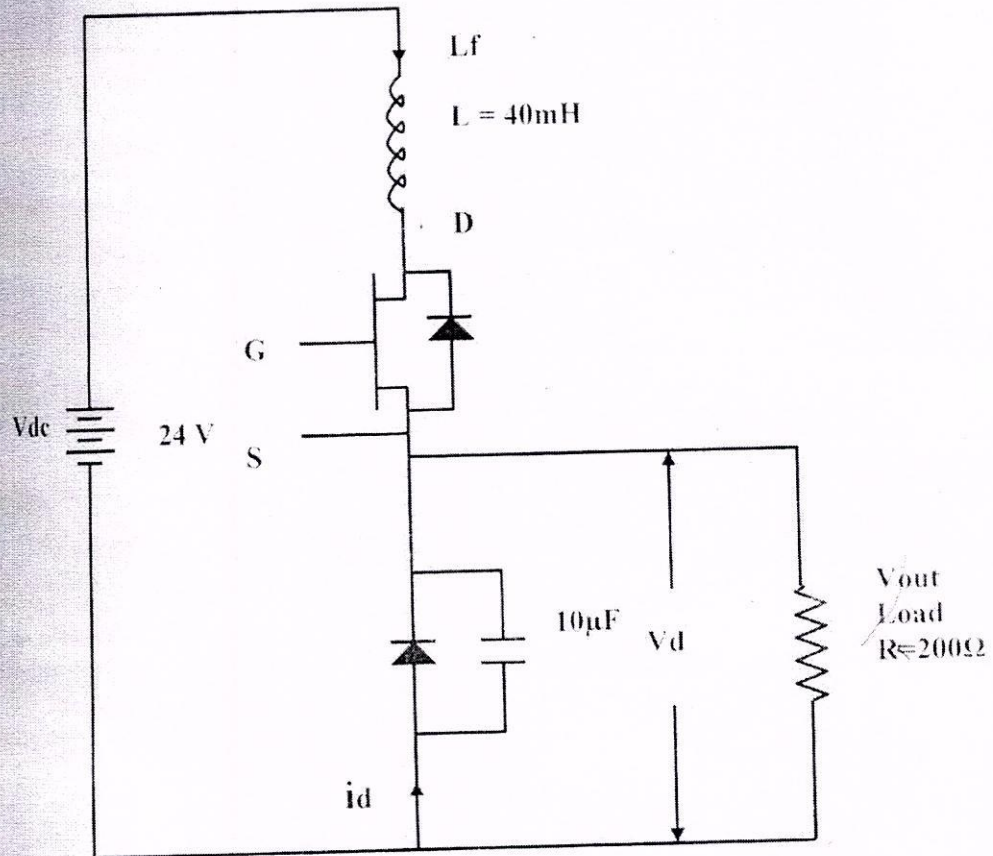 Lf
L = 40mH
D
G
Vdc
24 V
S
10µF
Vd
Vout
Load
R=200Ω
id